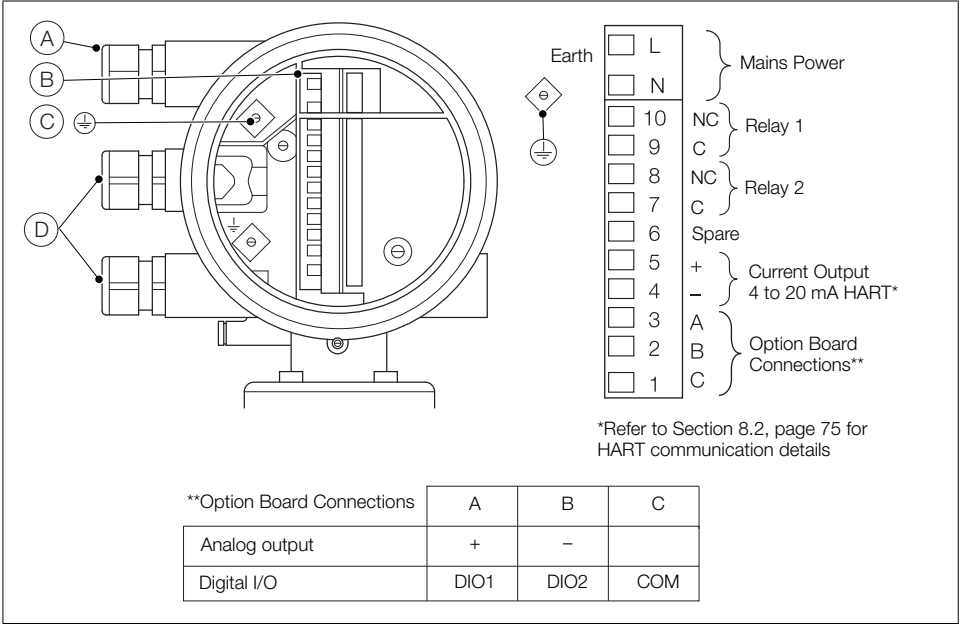 A
B
C
D
Earth
L
N
Mains Power
10 NC
9 C
Relay 1
8 NC
7 C
Relay 2
6 Spare
5 +
4 –
Current Output
4 to 20 mA HART*
3 A
2 B
1 C
Option Board
Connections**
*Refer to Section 8.2, page 75 for
HART communication details
**Option Board Connections A B C
Analog output + –
Digital I/O DIO1 DIO2 COM